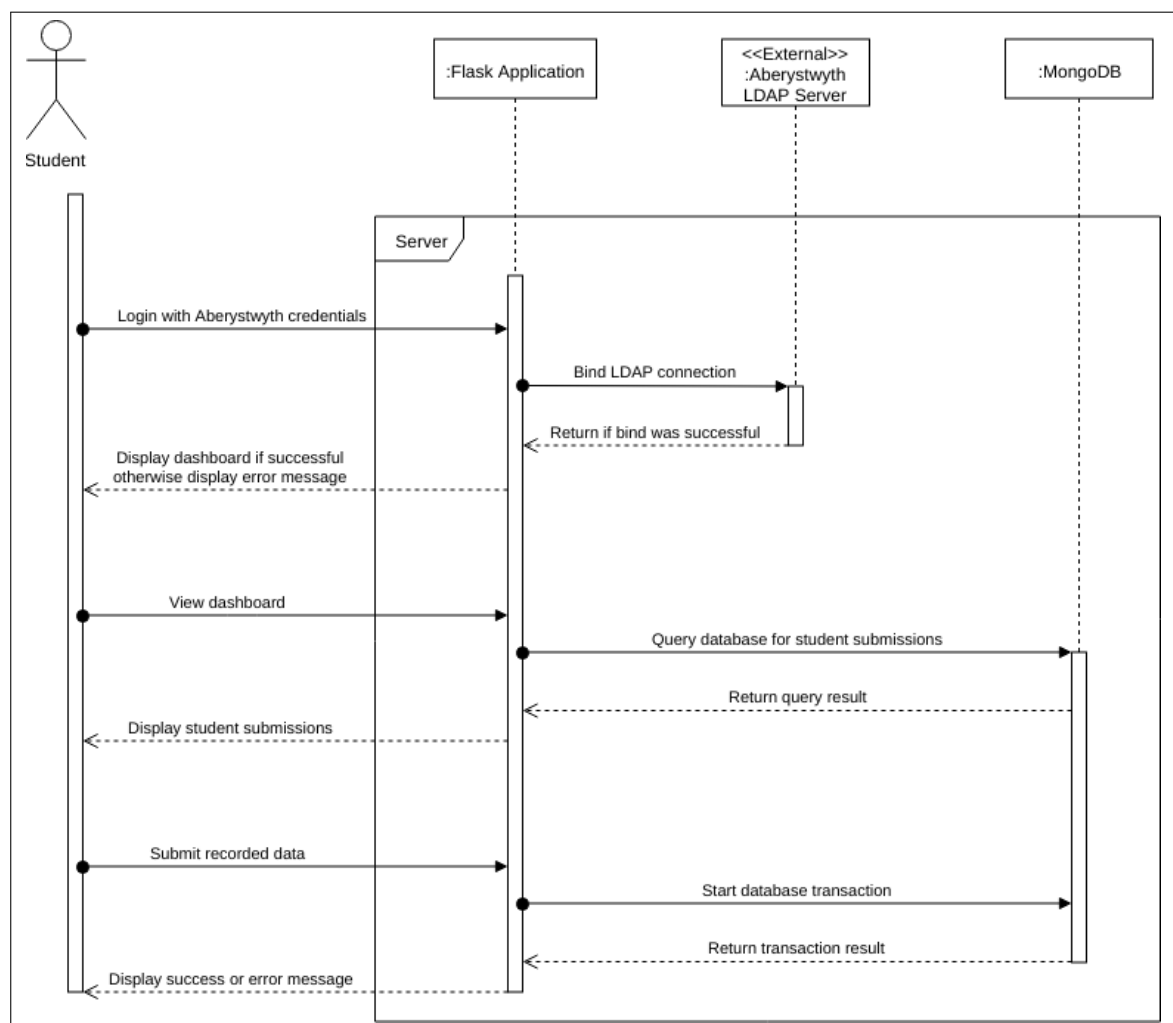 <<External>>
:Flask Application
:Aberystwyth
LDAP Server
:MongoDB
Student
Server
Login with Aberystwyth credentials
Bind LDAP connection
Return if bind was successful
Display dashboard if successful
otherwise display error message
View dashboard
Query database for student submissions
Return query result
Display student submissions
Submit recorded data
Start database transaction
Return transaction result
Display success or error message